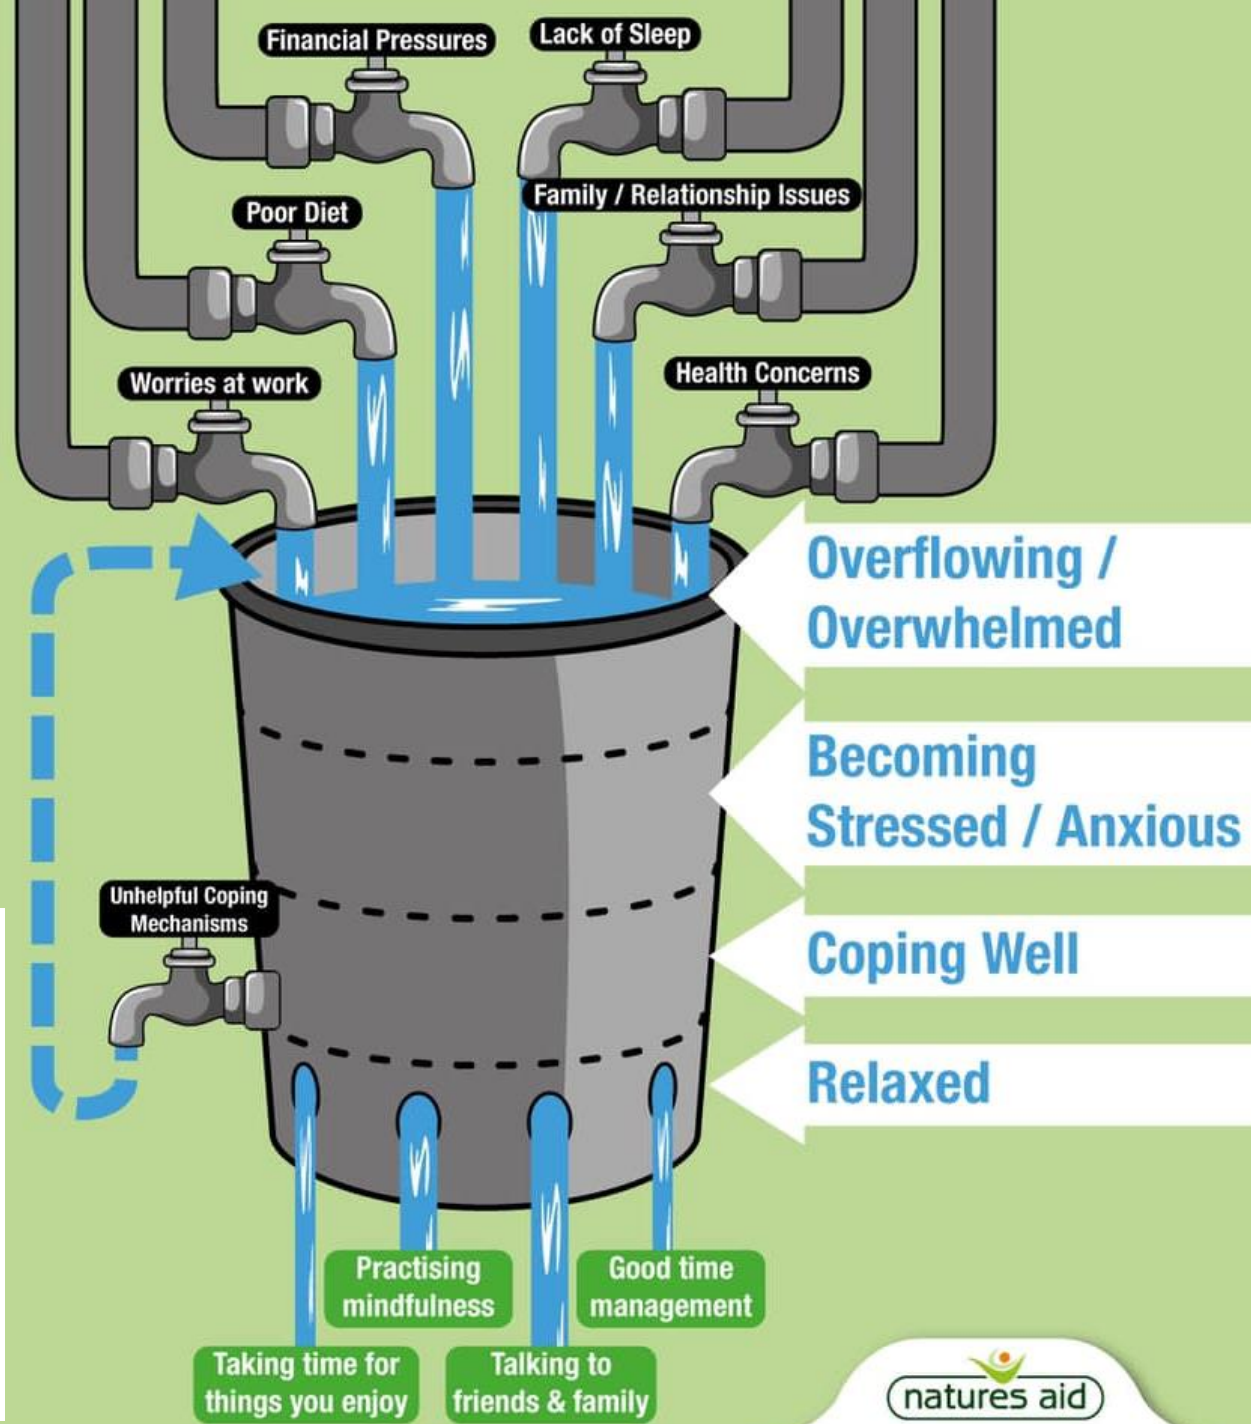 Financial Pressures
Lack of Sleep
Poor Diet
Family / Relationship Issues
Worries at work
Health Concerns
Overflowing /
Overwhelmed
Becoming
Stressed / Anxious
Unhelpful Coping
Mechanisms
Coping Well
Relaxed
Practising
mindfulness
Good time
management
Taking time for
things you enjoy
Talking to
friends & family
natures aid